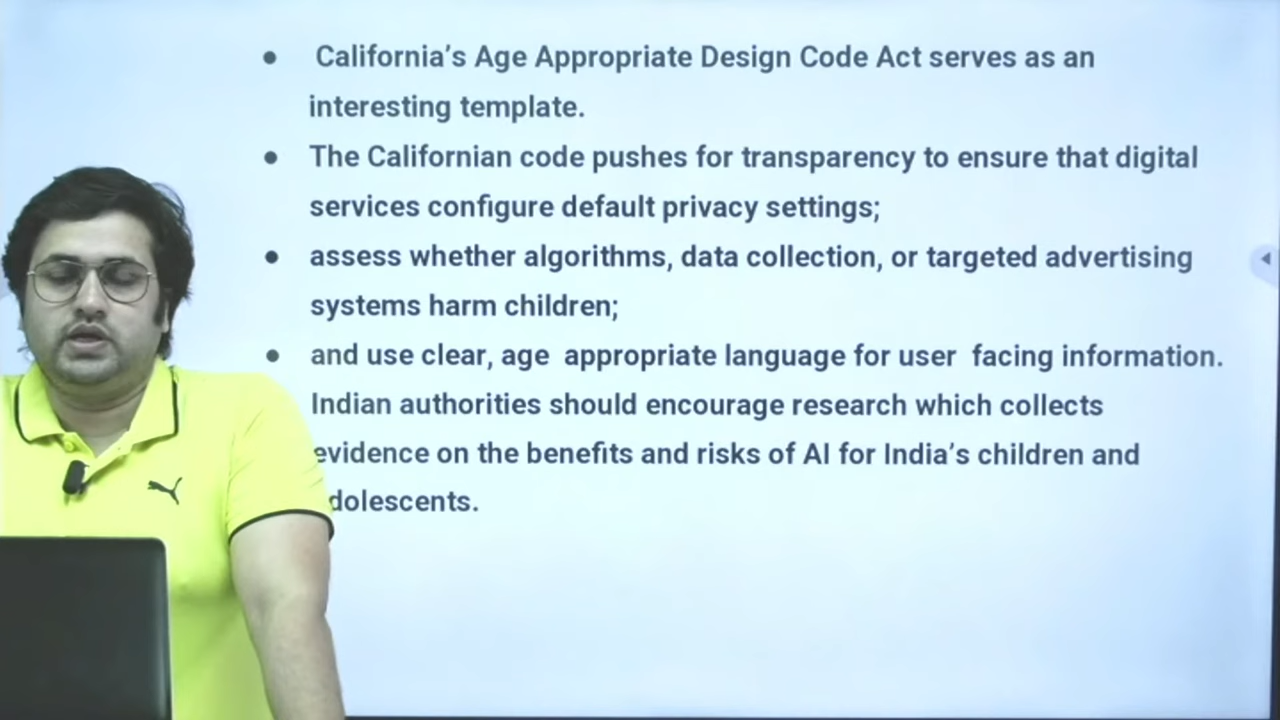 ● California’s Age Appropriate Design Code Act serves as an
interesting template.
● The Californian code pushes for transparency to ensure that digital
services configure default privacy settings;
● assess whether algorithms, data collection, or targeted advertising
systems harm children;
● and use clear, age appropriate language for user facing information.
Indian authorities should encourage research which collects
evidence on the benefits and risks of AI for India’s children and
dolescents.